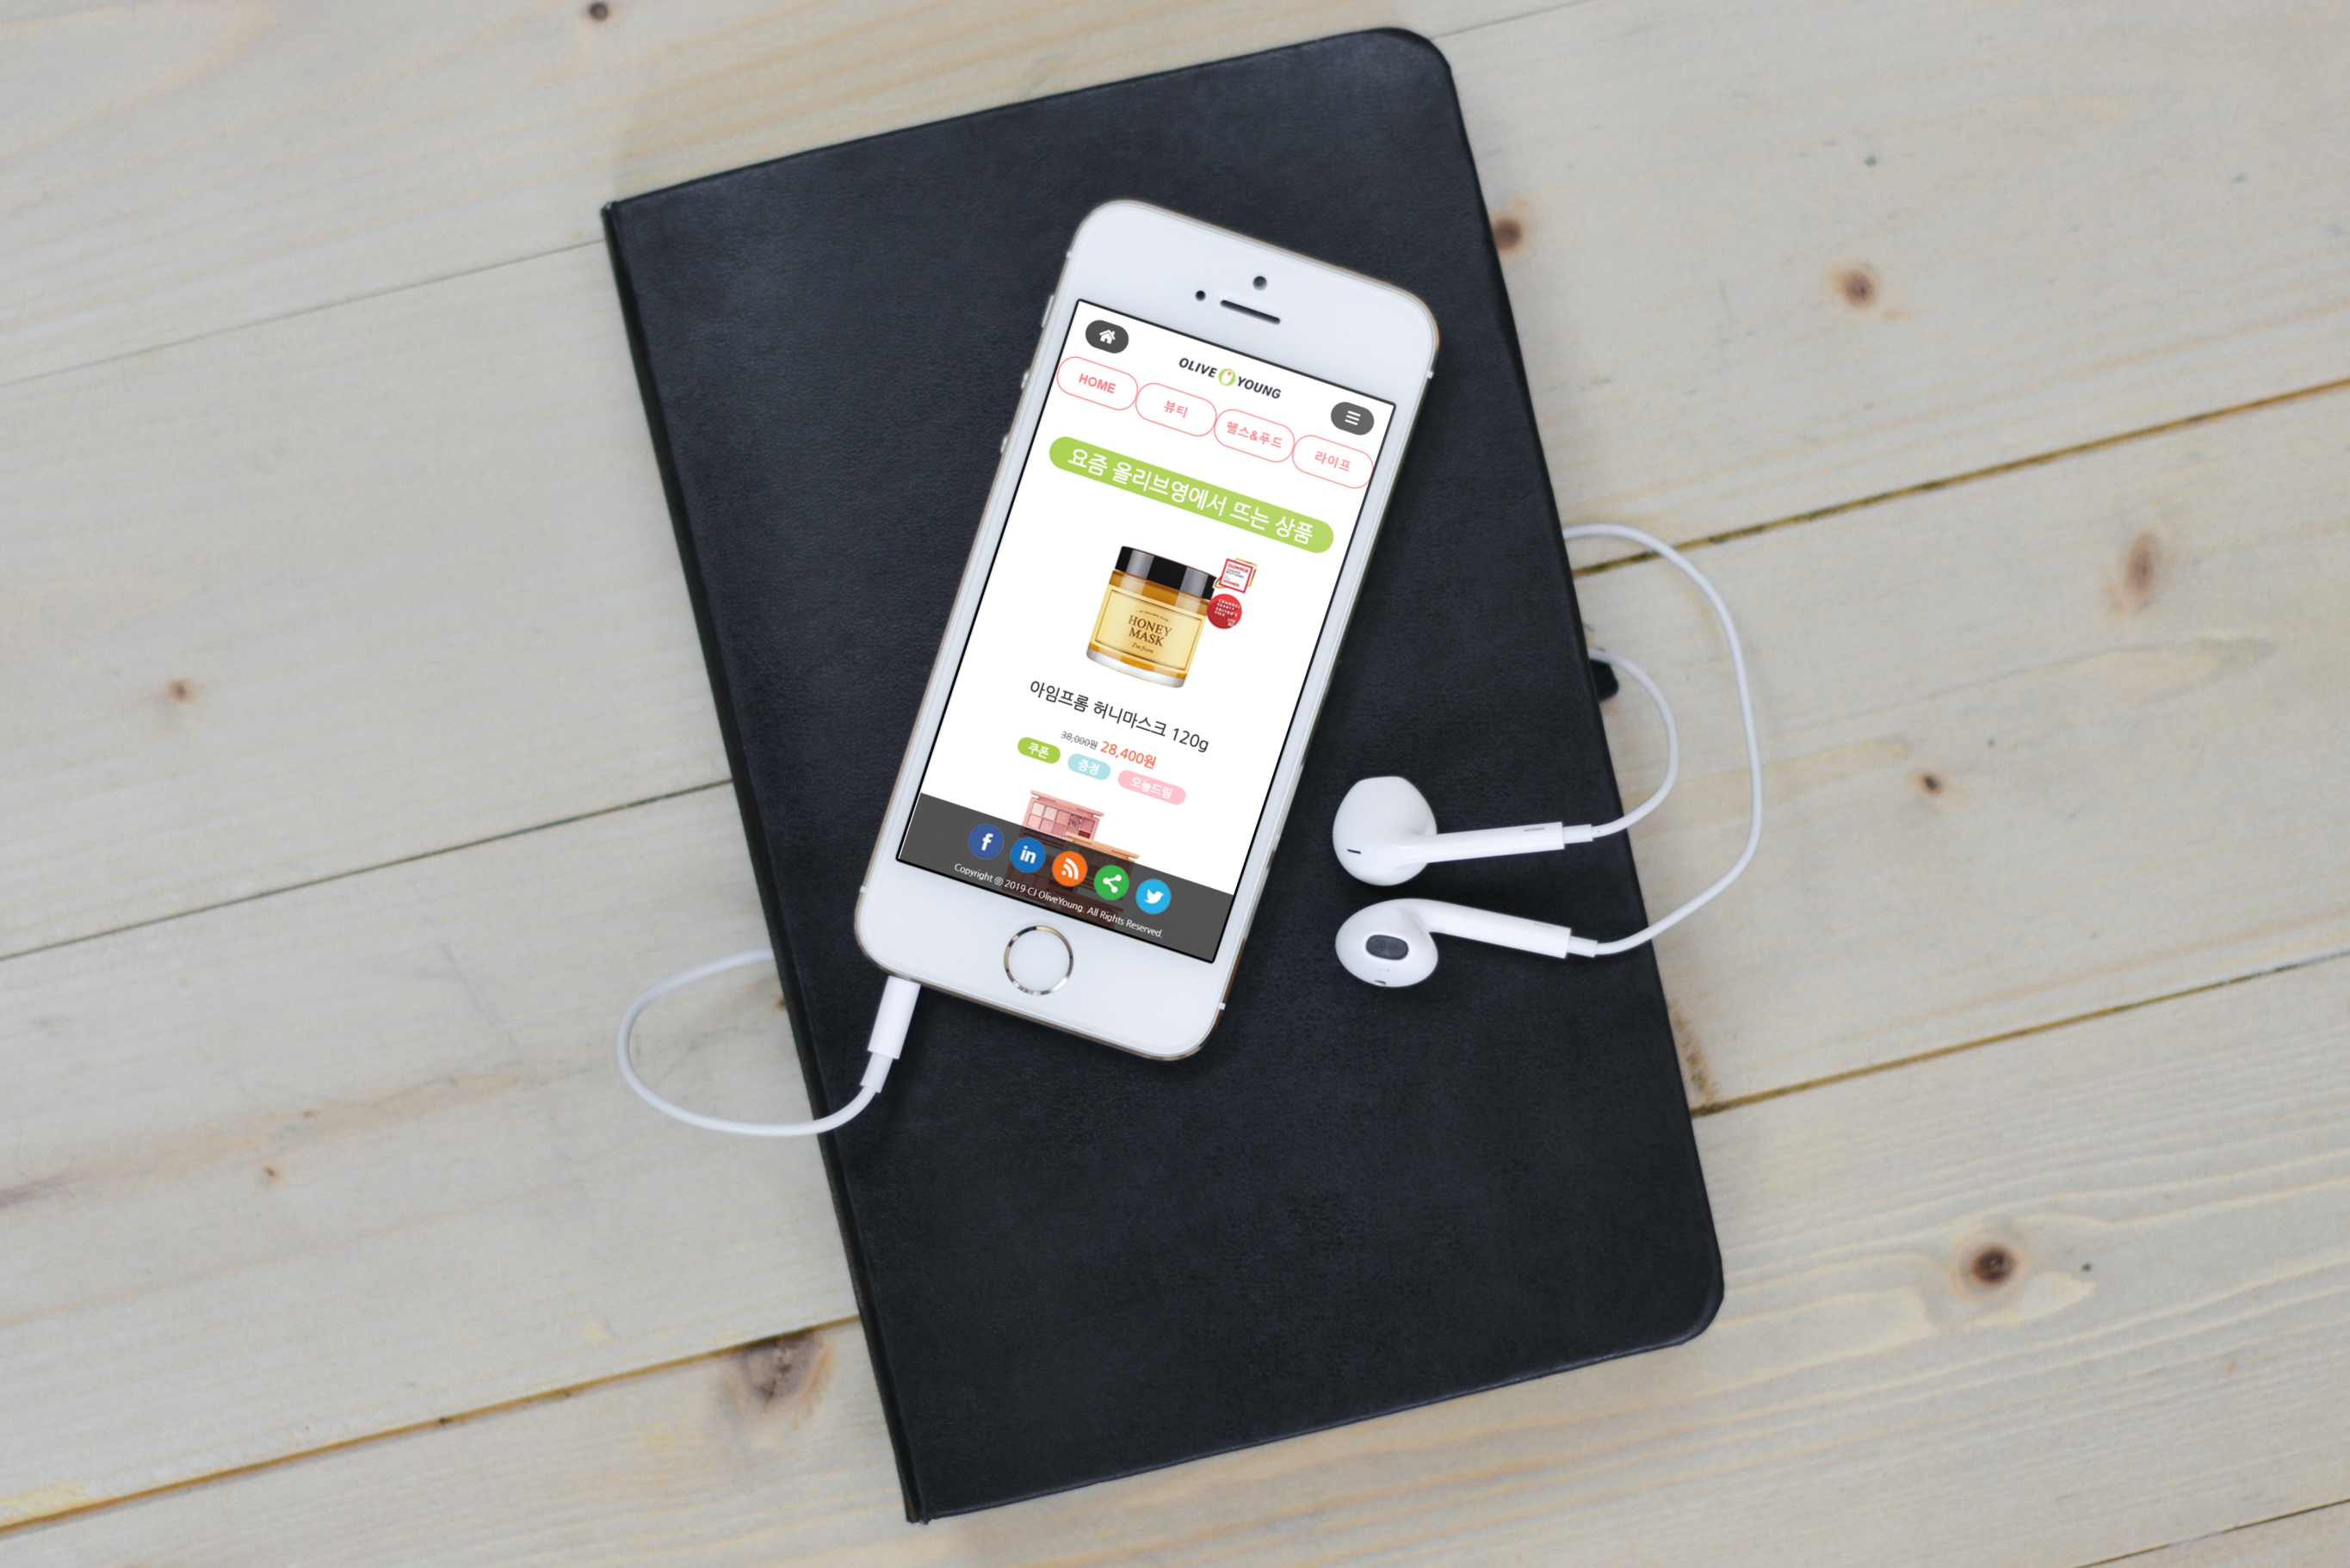 OLIVE YOUNG
HOME
뷰티
헬스&푸드
라이프
요즘 올리브영에서 뜨는 상품
HONEY
MASK
I'm from
아임프롬 허니마스크 120g
38,000원 28,400원
쿠폰
증정
오늘드림
f
in
Copyright ⓒ 2019 CJ OliveYoung. All Rights Reserved.